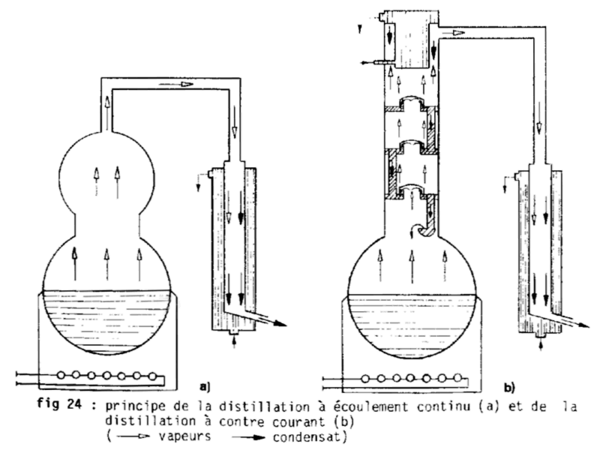 a)
b)
fig 24 : principe de la distillation à écoulement continu (a) et de la
distillation à contre courant (b)
( vapeurs condensat)